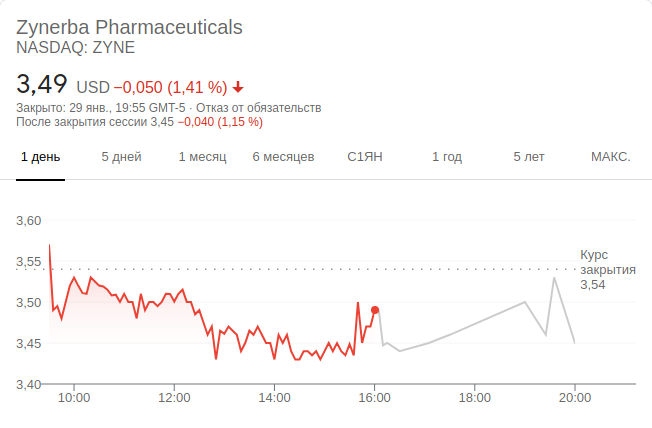 Zynerba Pharmaceuticals
NASDAQ: ZYNE
3,49 USD −0,050 (1,41 %)
Закрыто: 29 янв., 19:55 GMT-5 · Отказ от обязательств
После закрытия сессии 3,45 −0,040 (1,15 %)
1 день 5 дней 1 месяц 6 месяцев С1ЯН 1 год 5 лет МАКС.
3,60
3,55
3,50
3,45
3,40
Курс
закрытия
3,54
10:00 12:00 14:00 16:00 18:00 20:00